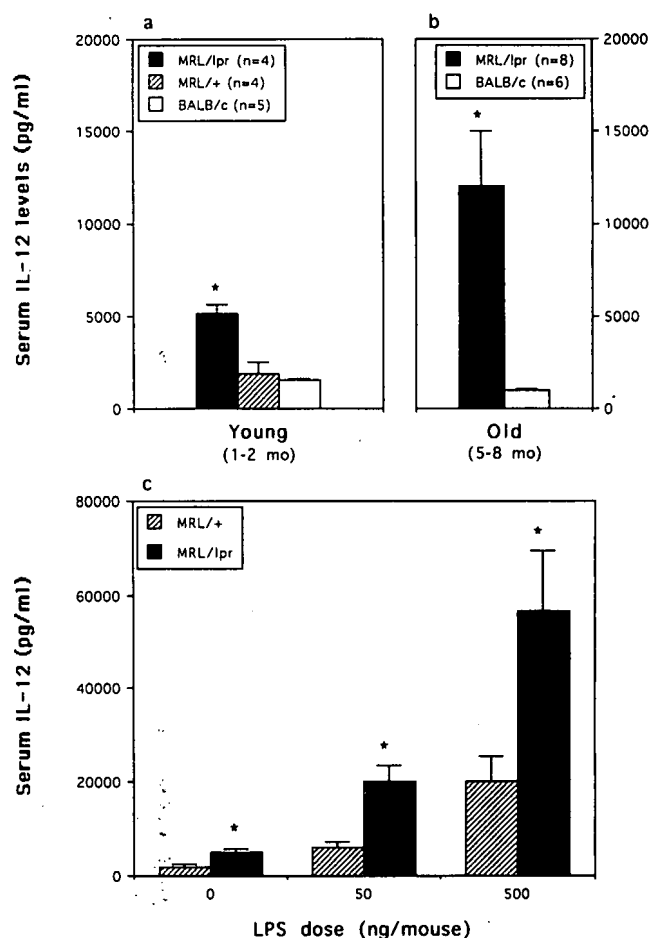 a
b
20000
15000
10000
5000
0
Serum IL-12 levels (pg/ml)
MRL/lpr (n=4)
MRL/+ (n=4)
BALB/c (n=5)
*
Young
(1-2 mo)
MRL/lpr (n=8)
BALB/c (n=6)
*
20000
15000
10000
5000
0
Old
(5-8 mo)
c
80000
60000
40000
20000
0
Serum IL-12 (pg/ml)
MRL/+
MRL/lpr
*
*
*
0
50
500
LPS dose (ng/mouse)